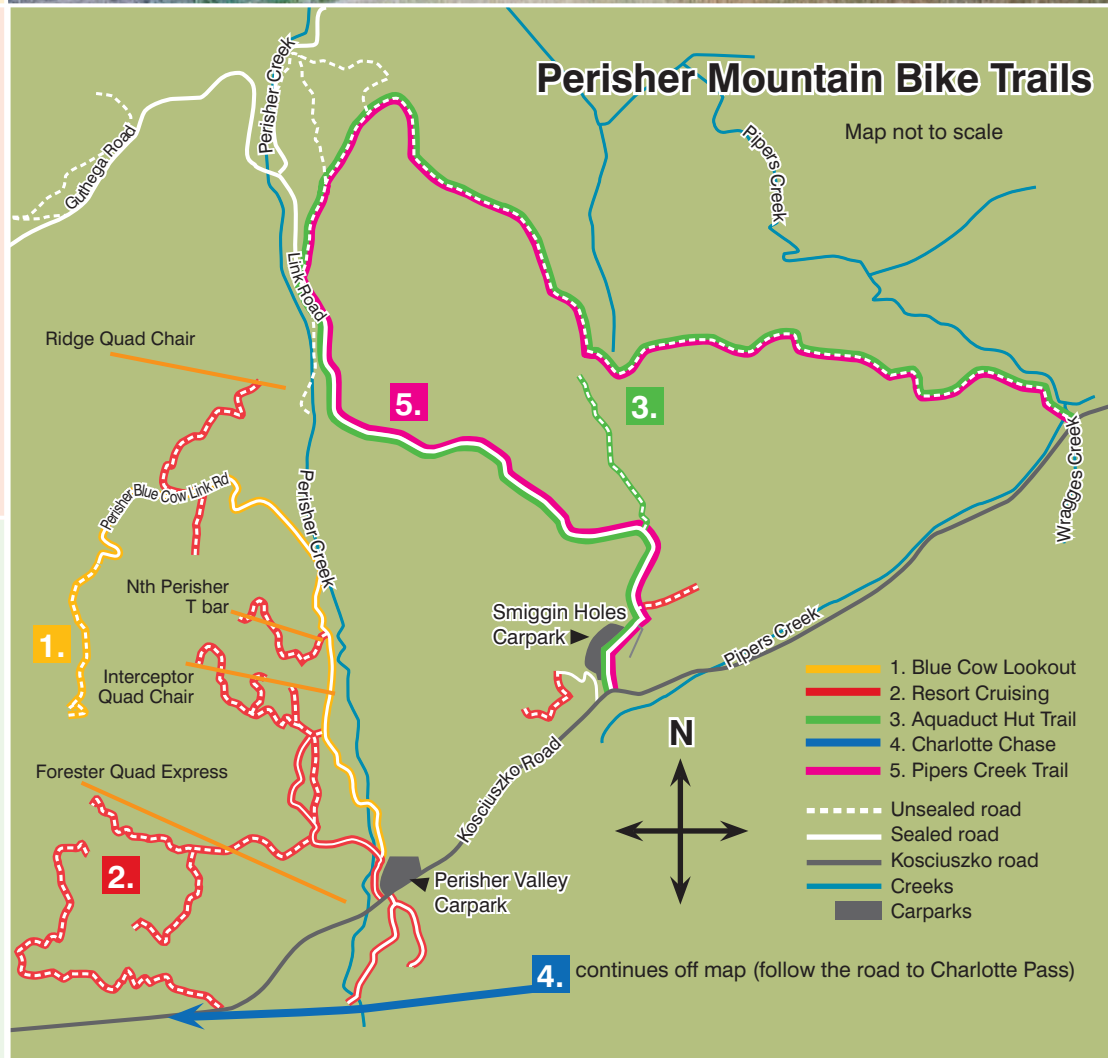 Perisher Mountain Bike Trails
Map not to scale
Perisher Creek
Guthega Road
Pipers Creek
Link Road
Ridge Quad Chair
5.
3.
Perisher Blue Cow Link Rd
Perisher Creek
Wragges Creek
Nth Perisher
T bar
1.
Interceptor
Quad Chair
Smiggin Holes
Carpark
Pipers Creek
N
Forester Quad Express
Kosciuszko Road
2.
Perisher Valley
Carpark
1. Blue Cow Lookout
2. Resort Cruising
3. Aquaduct Hut Trail
4. Charlotte Chase
5. Pipers Creek Trail
Unsealed road
Sealed road
Kosciuszko road
Creeks
Carparks
4. continues off map (follow the road to Charlotte Pass)